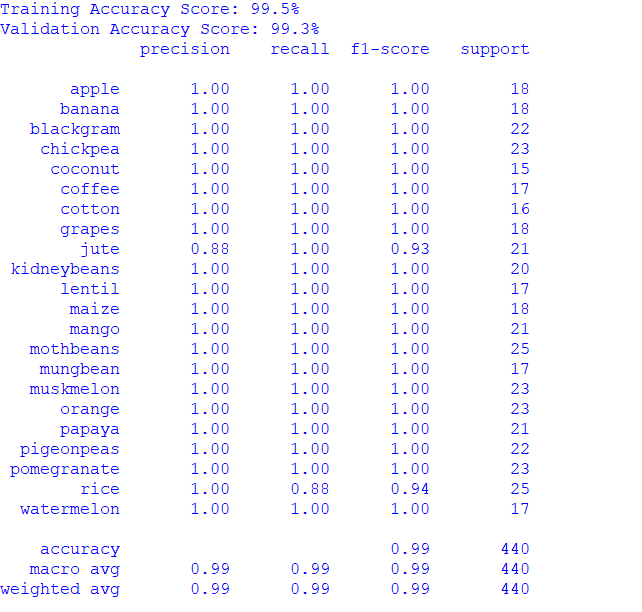 Training Accuracy Score: 99.5%
Validation Accuracy Score: 99.3%
precision recall f1-score support
apple 1.00 1.00 1.00 18
banana 1.00 1.00 1.00 18
blackgram 1.00 1.00 1.00 22
chickpea 1.00 1.00 1.00 23
coconut 1.00 1.00 1.00 15
coffee 1.00 1.00 1.00 17
cotton 1.00 1.00 1.00 16
grapes 1.00 1.00 1.00 18
jute 0.88 1.00 0.93 21
kidneybeans 1.00 1.00 1.00 20
lentil 1.00 1.00 1.00 17
maize 1.00 1.00 1.00 18
mango 1.00 1.00 1.00 21
mothbeans 1.00 1.00 1.00 25
mungbean 1.00 1.00 1.00 17
muskmelon 1.00 1.00 1.00 23
orange 1.00 1.00 1.00 23
papaya 1.00 1.00 1.00 21
pigeonpeas 1.00 1.00 1.00 22
pomegranate 1.00 1.00 1.00 23
rice 1.00 0.88 0.94 25
watermelon 1.00 1.00 1.00 17
accuracy 0.99 440
macro avg 0.99 0.99 0.99 440
weighted avg 0.99 0.99 0.99 440